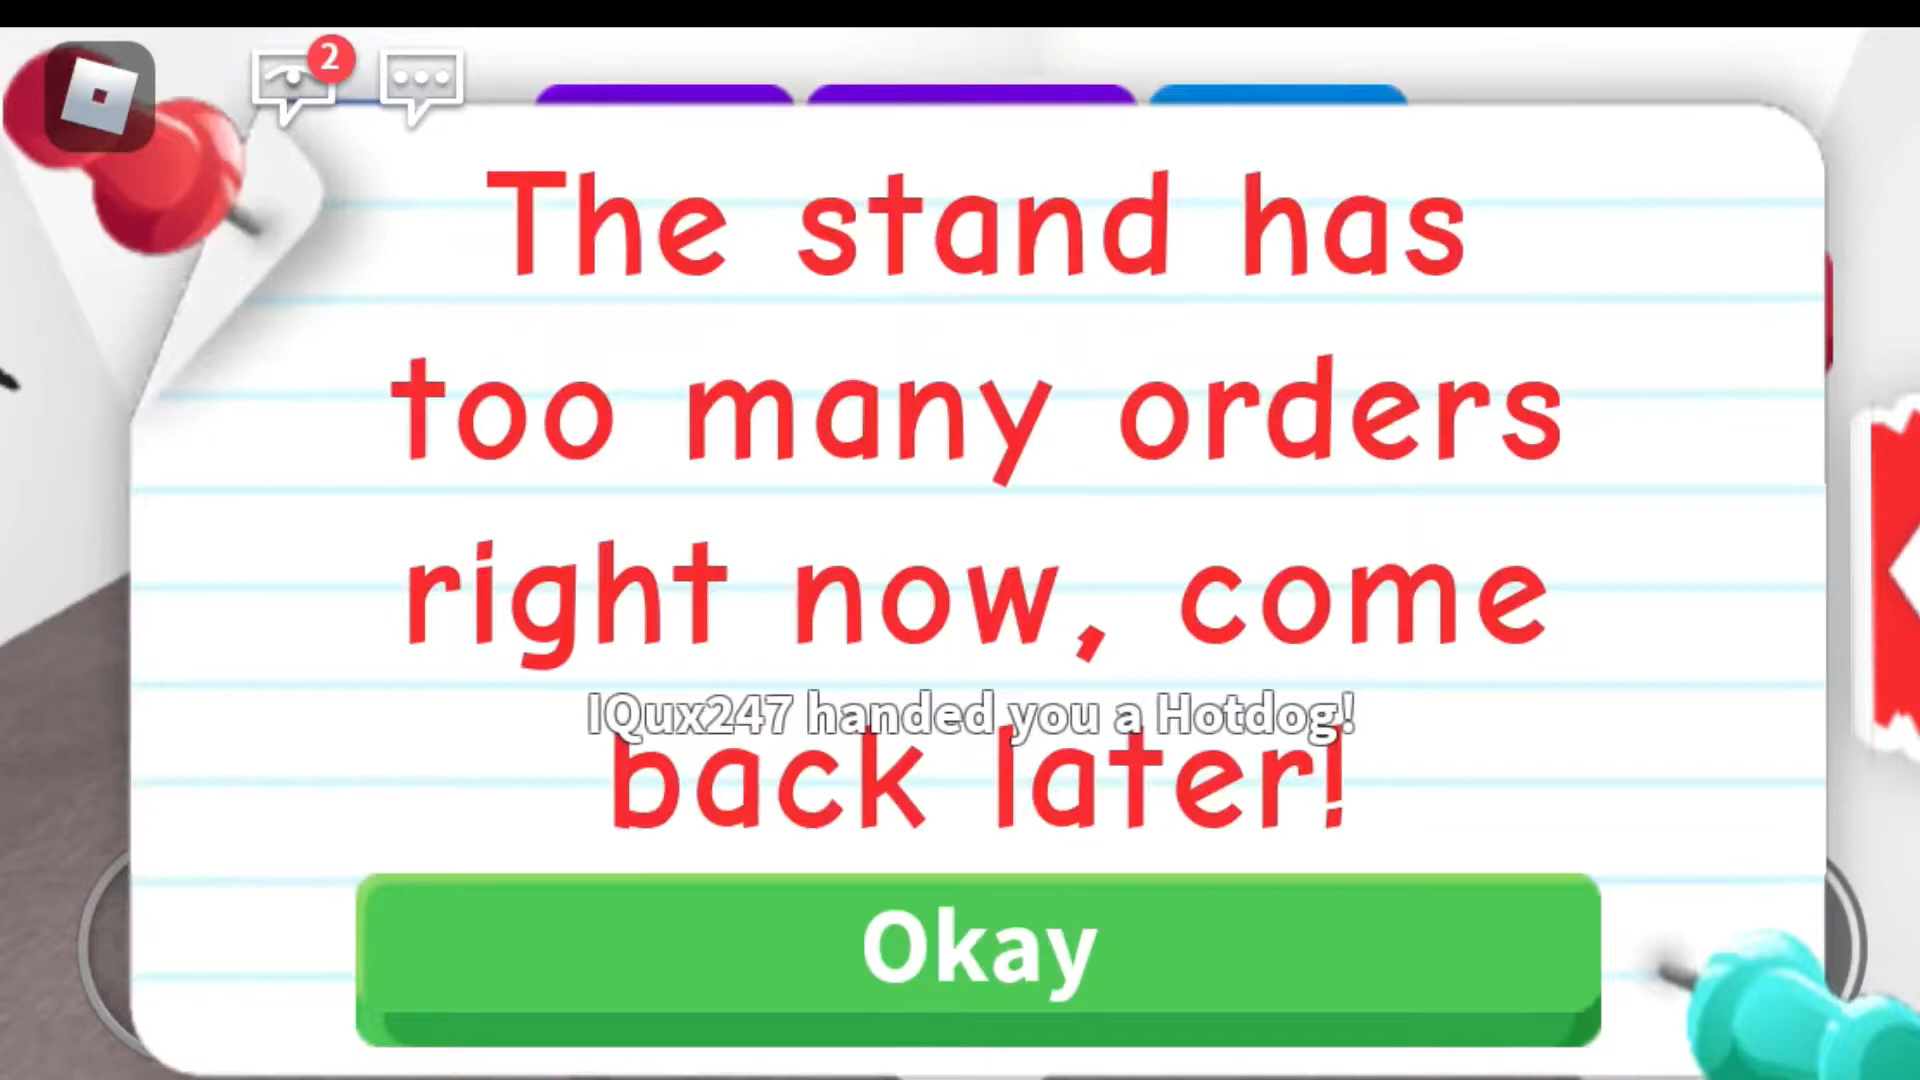 2
The stand has
too many orders
right now, come
IQux247 handed you a Hotdog!
back later!
Okay